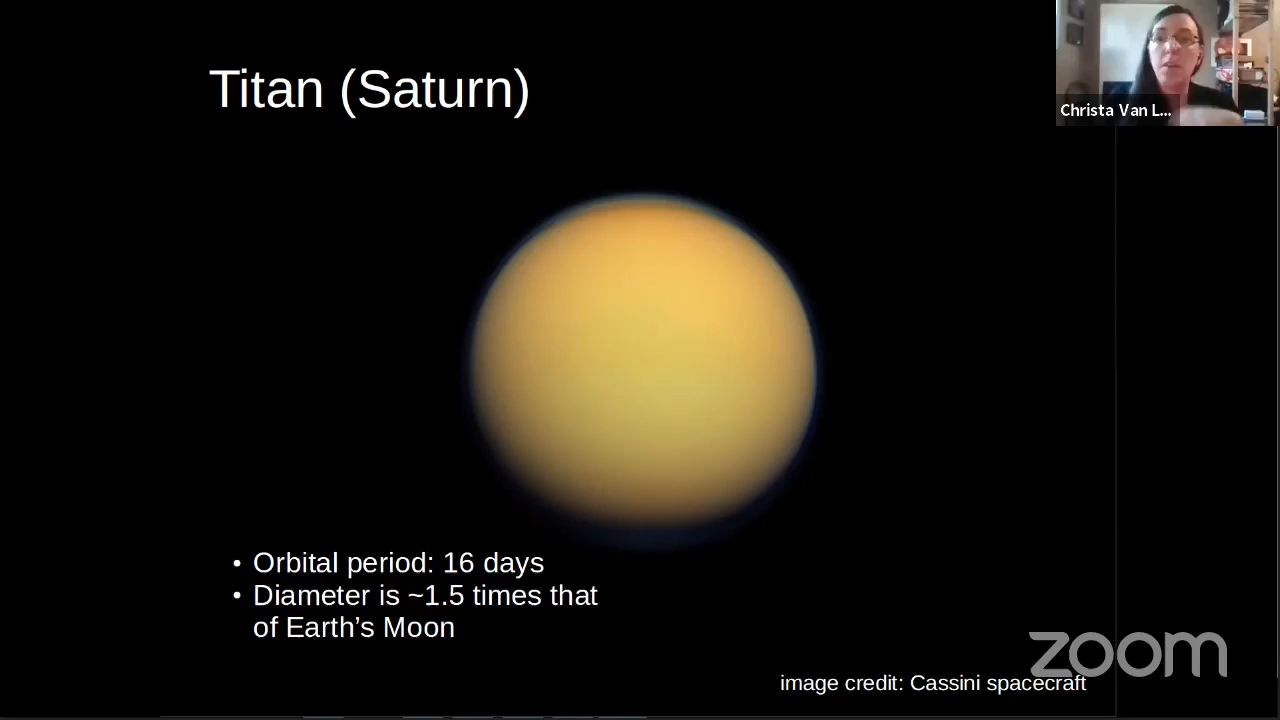 Titan (Saturn)
Christa Van L...
• Orbital period: 16 days
• Diameter is ~1.5 times that
of Earth’s Moon
zoom
image credit: Cassini spacecraft